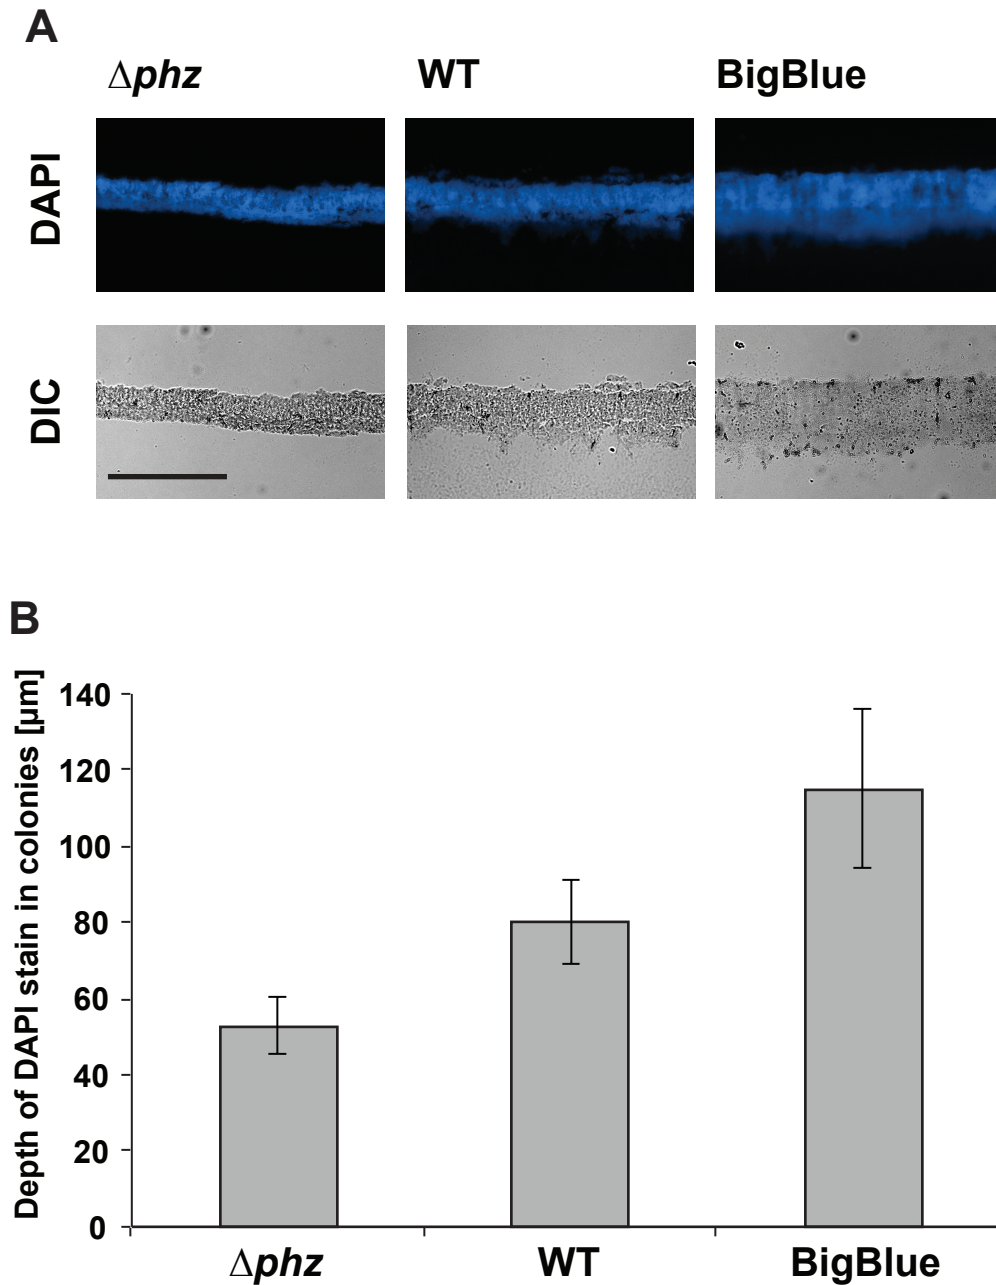 A
Δphz WT BigBlue
DAPI
DIC
B
Depth of DAPI stain in colonies [µm]
140
120
100
80
60
40
20
0
Δphz WT BigBlue